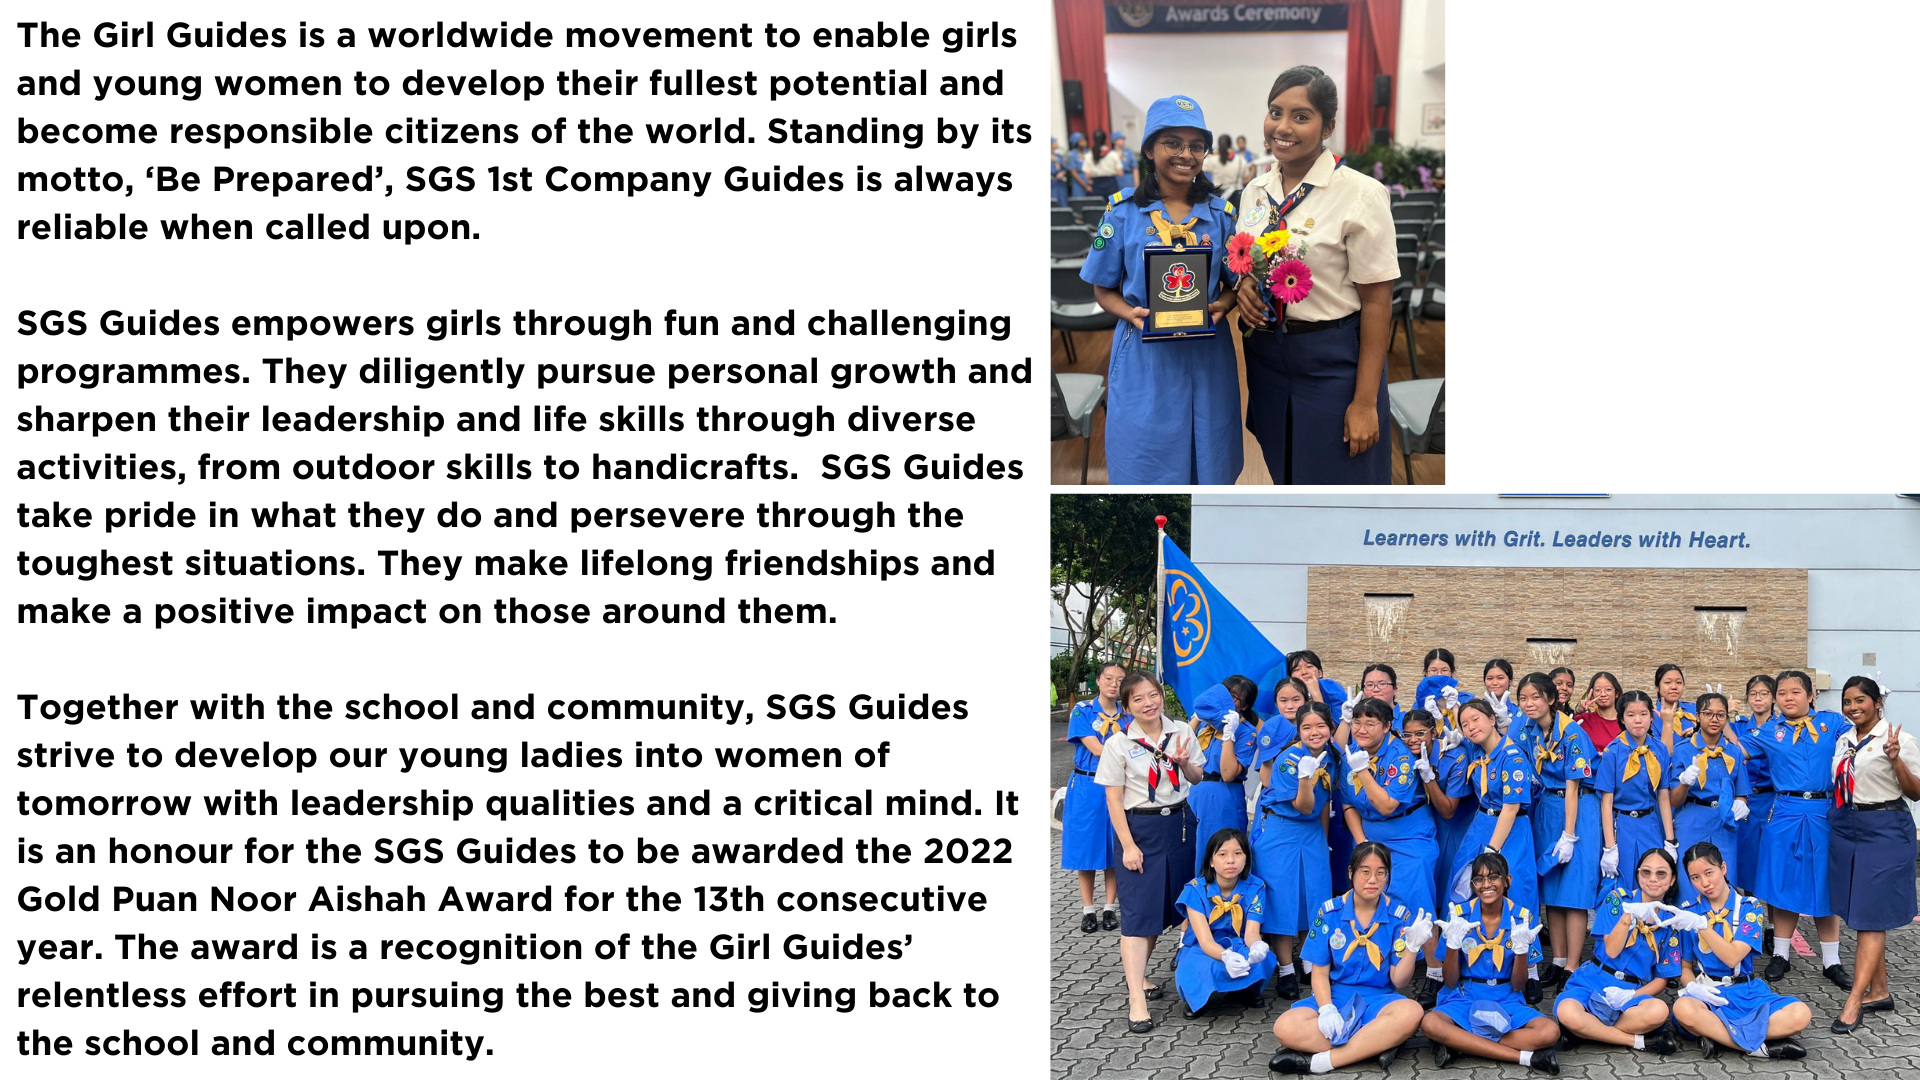 The Girl Guides is a worldwide movement to enable girls
and young women to develop their fullest potential and
become responsible citizens of the world. Standing by its
motto, ‘Be Prepared’, SGS 1st Company Guides is always
reliable when called upon.
SGS Guides empowers girls through fun and challenging
programmes. They diligently pursue personal growth and
sharpen their leadership and life skills through diverse
activities, from outdoor skills to handicrafts.  SGS Guides
take pride in what they do and persevere through the
toughest situations. They make lifelong friendships and
make a positive impact on those around them.
Together with the school and community, SGS Guides
strive to develop our young ladies into women of
tomorrow with leadership qualities and a critical mind. It
is an honour for the SGS Guides to be awarded the 2022
Gold Puan Noor Aishah Award for the 13th consecutive
year. The award is a recognition of the Girl Guides’
relentless effort in pursuing the best and giving back to
the school and community.
Awards Ceremony
Learners with Grit. Leaders with Heart.